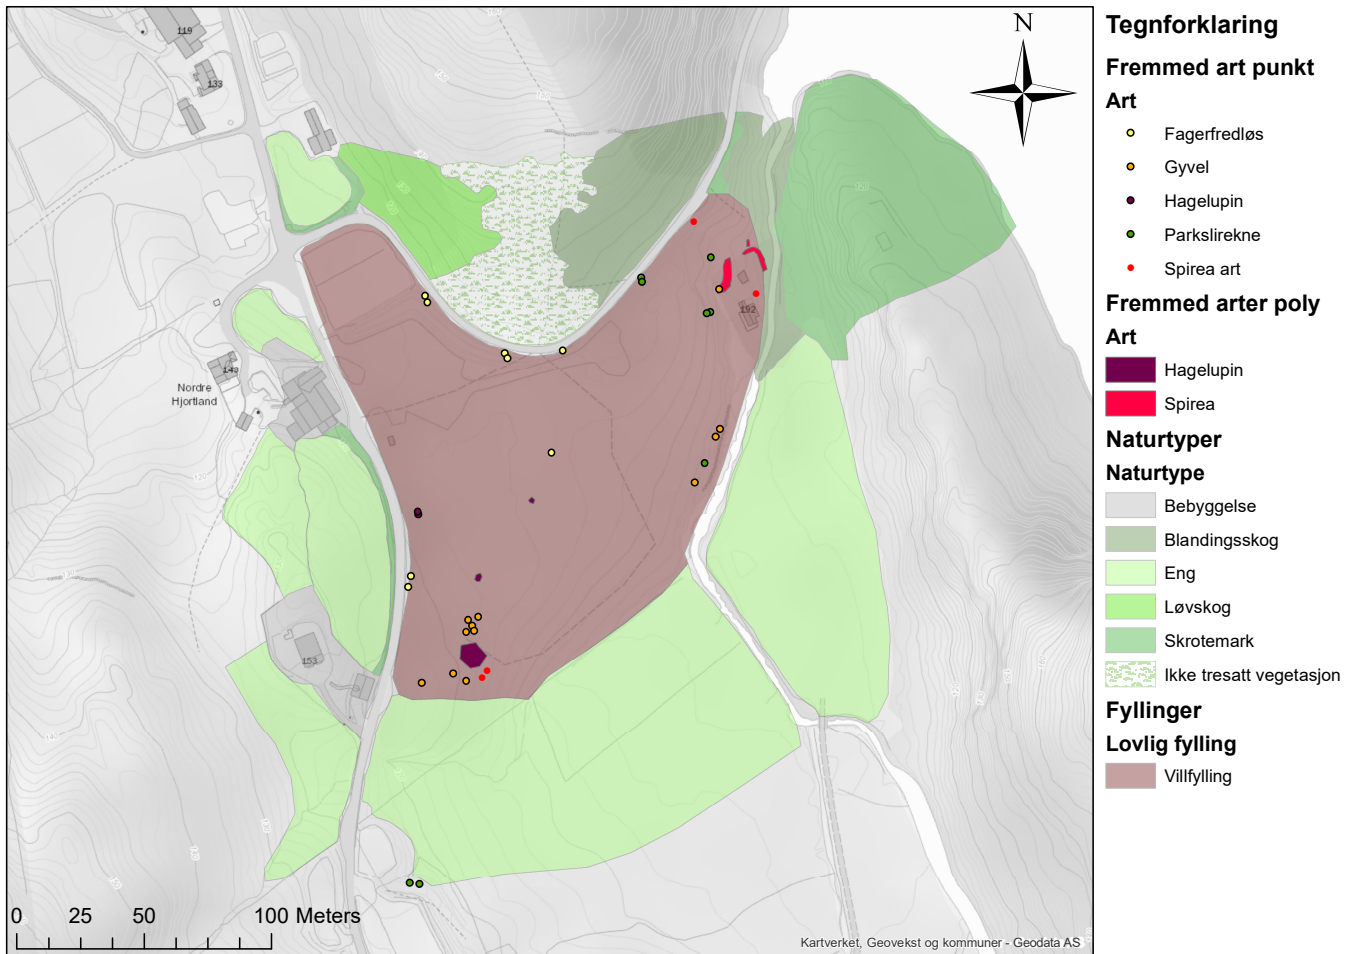 119
133
N
192
Nordre
Hjortland
149
153
0 25 50 100 Meters
Kartverket, Geovekst og kommuner - Geodata AS
Tegnforklaring
Fremmed art punkt
Art
Fagerfredløs
Gyvel
Hagelupin
Parkslirekne
Spirea art
Fremmed arter poly
Art
Hagelupin
Spirea
Naturtyper
Naturtype
Bebyggelse
Blandingsskog
Eng
Løvskog
Skrotemark
Ikke tresatt vegetasjon
Fyllinger
Lovlig fylling
Villfylling